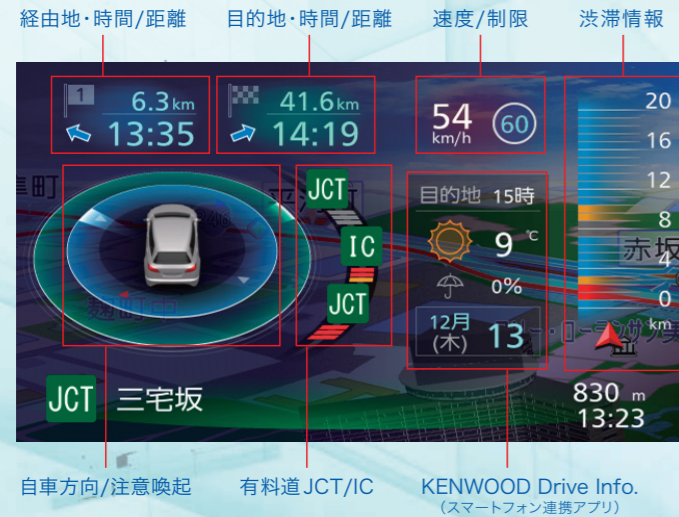 経由地・時間/距離
目的地・時間/距離
速度/制限
渋滞情報
1
6.3km
13:35
41.6km
14:19
54
km/h
60
20
16
12
8
4
0
km
JCT
IC
JCT
目的地 15時
9℃
0%
12月
(木)
13
赤坂
麹町
JCT 三宅坂
830 m
13:23
自車方向/注意喚起
有料道JCT/IC
KENWOOD Drive Info.
(スマートフォン連携アプリ)